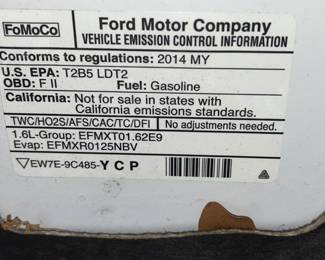 FoMoCo
Ford Motor Company
VEHICLE EMISSION CONTROL INFORMATION
Conforms to regulations: 2014 MY
U.S. EPA: T2B5 LDT2
OBD: F II Fuel: Gasoline
California: Not for sale in states with
California emissions standards.
TWC/HO2S/AFS/CAC/TC/DFI No adjustments needed.
1.6L-Group: EFMXT01.62E9
Evap: EFMXR0125NBV
EW7E-9C485-Y C P